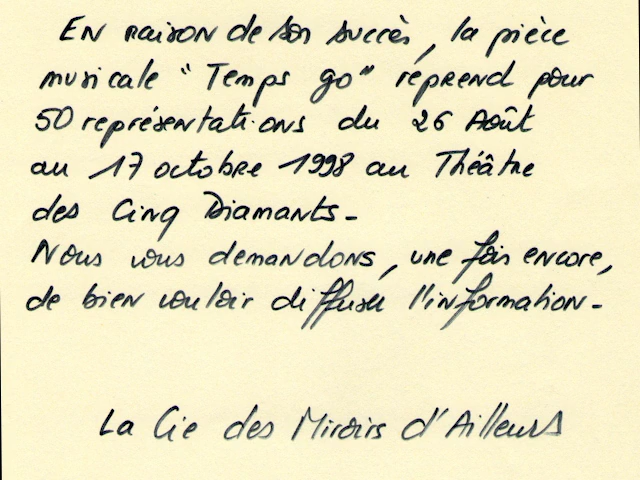 En raison de son succès, la pièce
musicale "Temps go" reprend pour
50 représentations du 26 Août
au 17 octobre 1998 au Théâtre
des Cinq Diamants-
Nous vous demandons, une fois encore,
de bien vouloir diffuser l'information-
La Cie des Miroirs d'Ailleurs